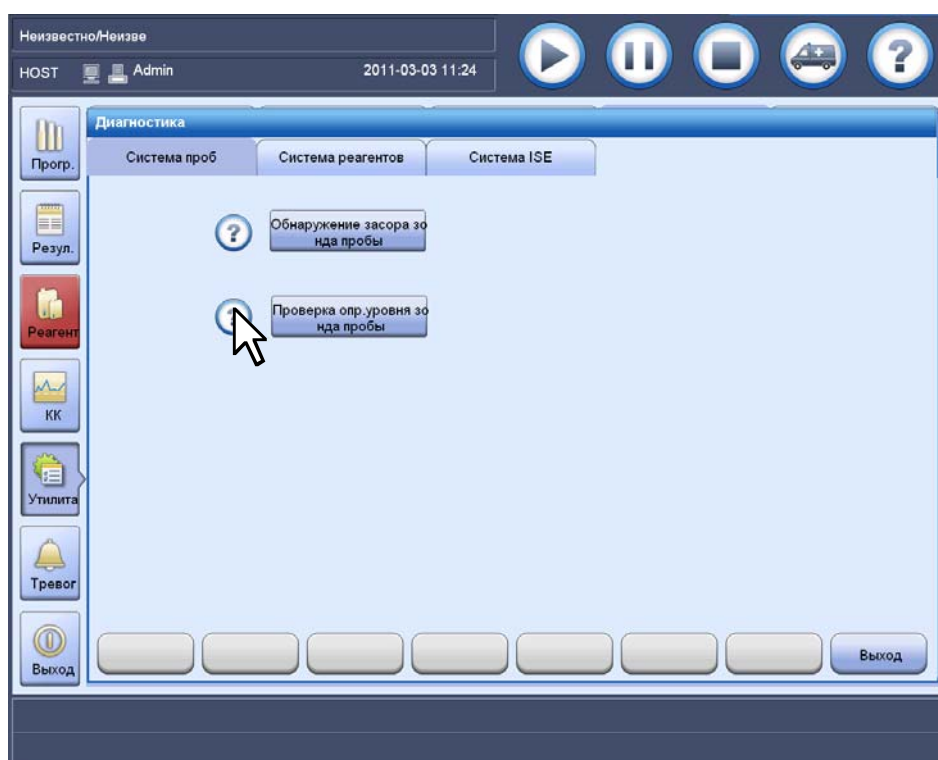 Неизвестно/Неизве
HOST Admin 2011-03-03 11:24
Диагностика
Система проб Система реагентов Система ISE
Прогр.
Резул.
Реагент
КК
Утилита
Тревог
Выход
?
Обнаружение засора зо
нда пробы
?
Проверка опр.уровня зо
нда пробы
Выход